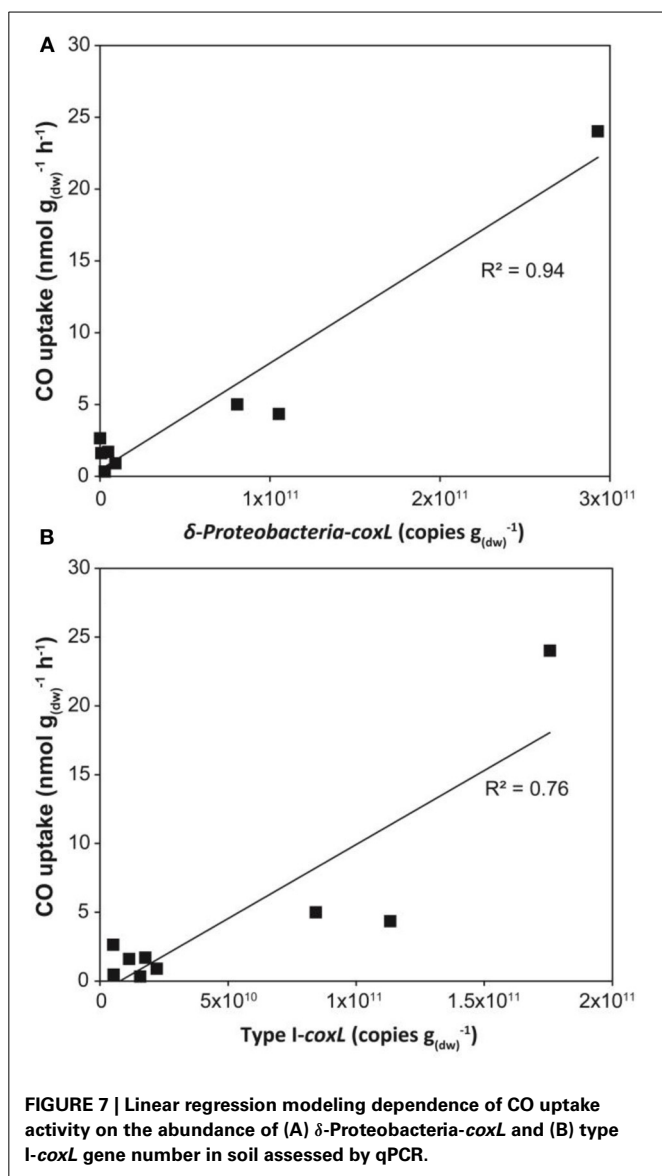 A
30
25
20
15
10
5
0
CO uptake (nmol g(dw)⁻¹ h⁻¹)
R² = 0.94
0
1x10¹¹
2x10¹¹
3x10¹¹
δ-Proteobacteria-coxL (copies g(dw)⁻¹)
B
30
25
20
15
10
5
0
CO uptake (nmol g(dw)⁻¹ h⁻¹)
R² = 0.76
0
5x10¹⁰
1x10¹¹
1.5x10¹¹
2x10¹¹
Type I-coxL (copies g(dw)⁻¹)
FIGURE 7 | Linear regression modeling dependence of CO uptake
activity on the abundance of (A) δ-Proteobacteria-coxL and (B) type
I-coxL gene number in soil assessed by qPCR.